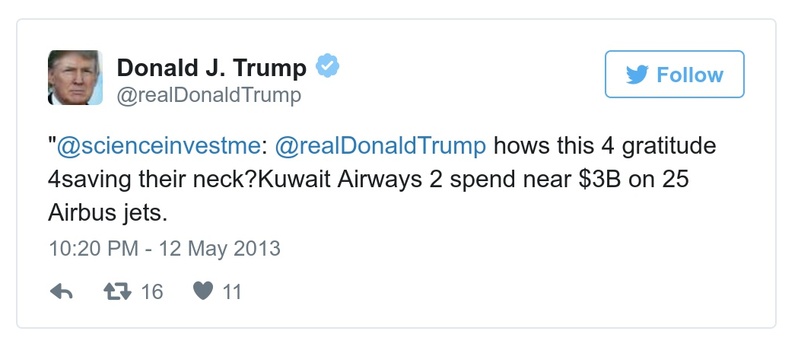 Donald J. Trump
@realDonaldTrump
Follow
"@scienceinvestme: @realDonaldTrump hows this 4 gratitude
4saving their neck?Kuwait Airways 2 spend near $3B on 25
Airbus jets.
10:20 PM - 12 May 2013
16 11